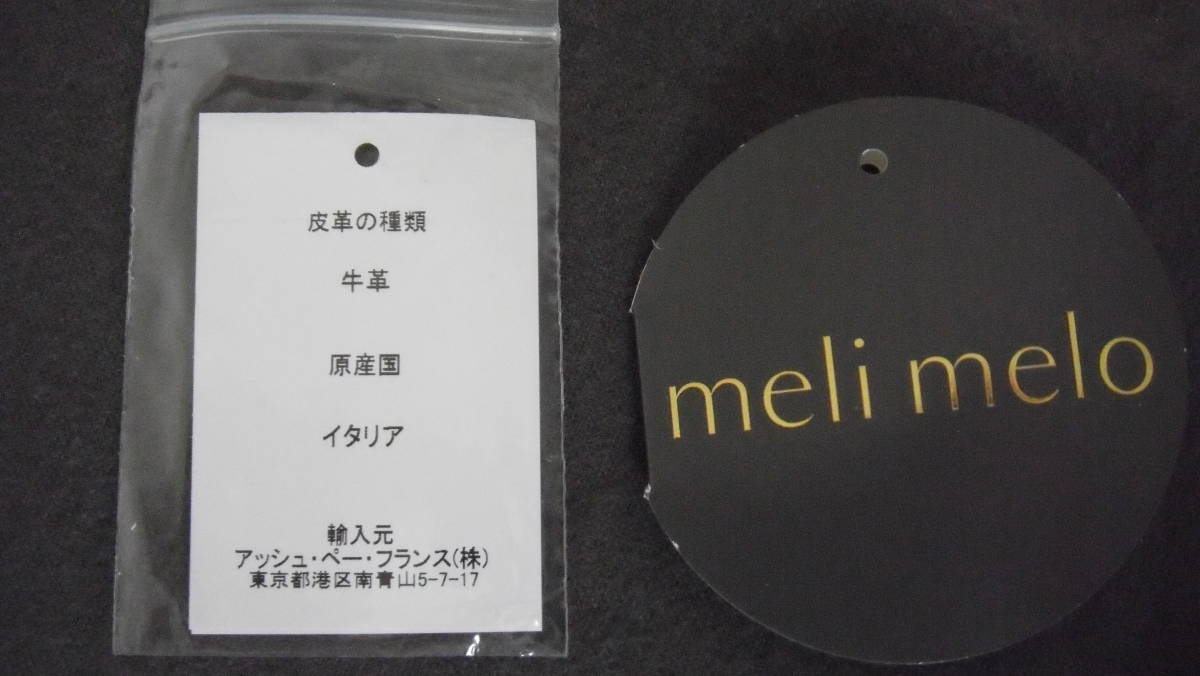 皮革の種類
牛革
原産国
イタリア
輸入元
アッシュ・ペー・フランス(株)
東京都港区南青山5-7-17
meli melo